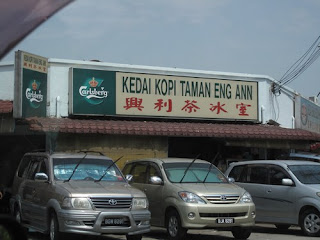 Carlsberg
Carlsberg
KEDAI KOPI TAMAN ENG ANN
興利茶冰室